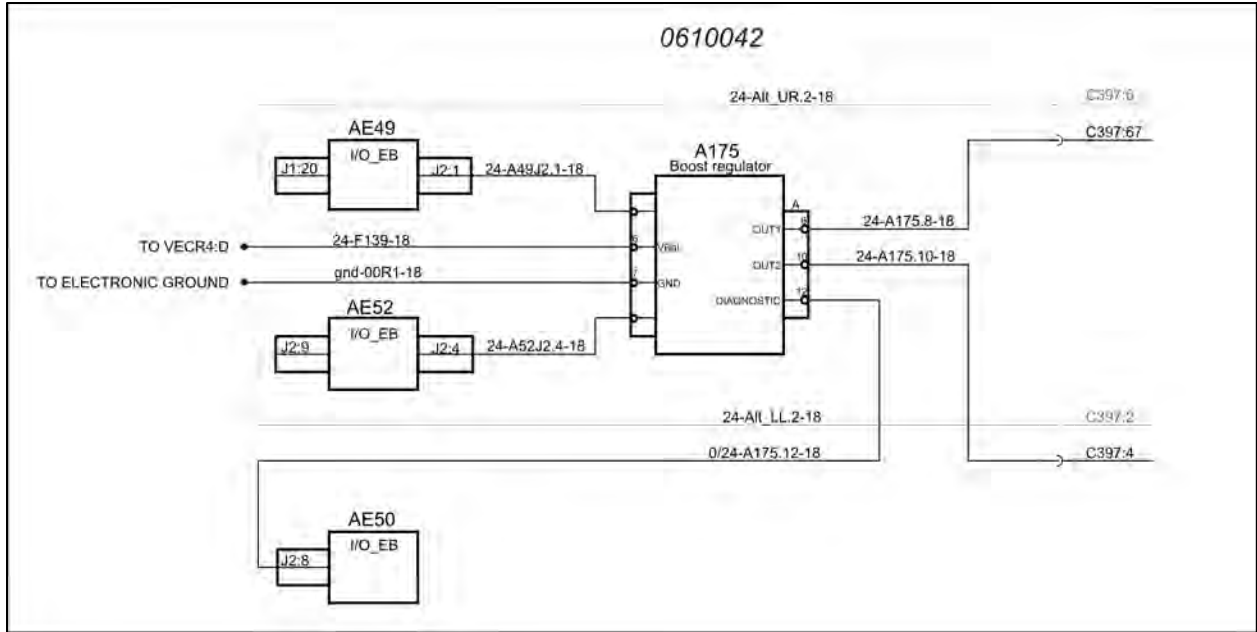 0610042
24-Alt_UR.2-18
C397:6
C397:67
AE49
I/O_EB
J1:20
J2:1
24-A49J2.1-18
A175
Boost regulator
A
OUT1
8
24-A175.8-18
TO VECR4:D
24-F139-18
6
OUT2
10
24-A175.10-18
TO ELECTRONIC GROUND
gnd-00R1-18
7
GND
DIAGNOSTIC
12
AE52
I/O_EB
J2:9
J2:4
24-A52J2.4-18
24-Alt_LL.2-18
C397:2
0/24-A175.12-18
C397:4
AE50
I/O_EB
J2:8